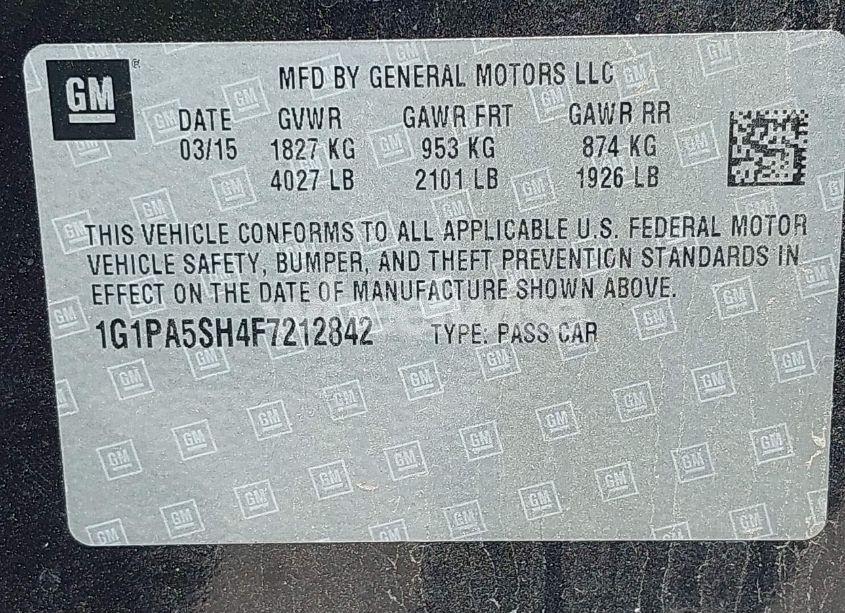 GM
MFD BY GENERAL MOTORS LLC
DATE GVWR GAWR FRT GAWR RR
03/15 1827 KG 953 KG 874 KG
4027 LB 2101 LB 1926 LB
THIS VEHICLE CONFORMS TO ALL APPLICABLE U.S. FEDERAL MOTOR
VEHICLE SAFETY, BUMPER, AND THEFT PREVENTION STANDARDS IN
EFFECT ON THE DATE OF MANUFACTURE SHOWN ABOVE.
1G1PA5SH4F7212842 TYPE: PASS CAR